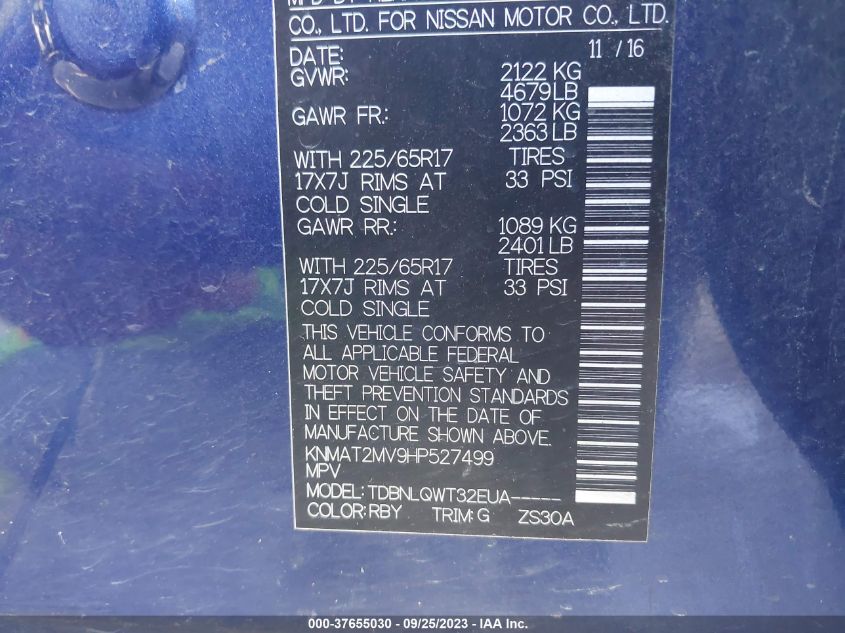 CO., LTD. FOR NISSAN MOTOR CO., LTD.
DATE: 11 / 16
GVWR: 2122 KG
4679 LB
GAWR FR.: 1072 KG
2363 LB
WITH 225/65R17 TIRES
17X7J RIMS AT 33 PSI
COLD SINGLE
GAWR RR.: 1089 KG
2401 LB
WITH 225/65R17 TIRES
17X7J RIMS AT 33 PSI
COLD SINGLE
THIS VEHICLE CONFORMS TO
ALL APPLICABLE FEDERAL
MOTOR VEHICLE SAFETY AND
THEFT PREVENTION STANDARDS
IN EFFECT ON THE DATE OF
MANUFACTURE SHOWN ABOVE.
KNMAT2MV9HP527499
MPV
MODEL: TDBNLQWT32EUA-----
COLOR: RBY TRIM: G ZS30A
000-37655030 - 09/25/2023 - IAA Inc.